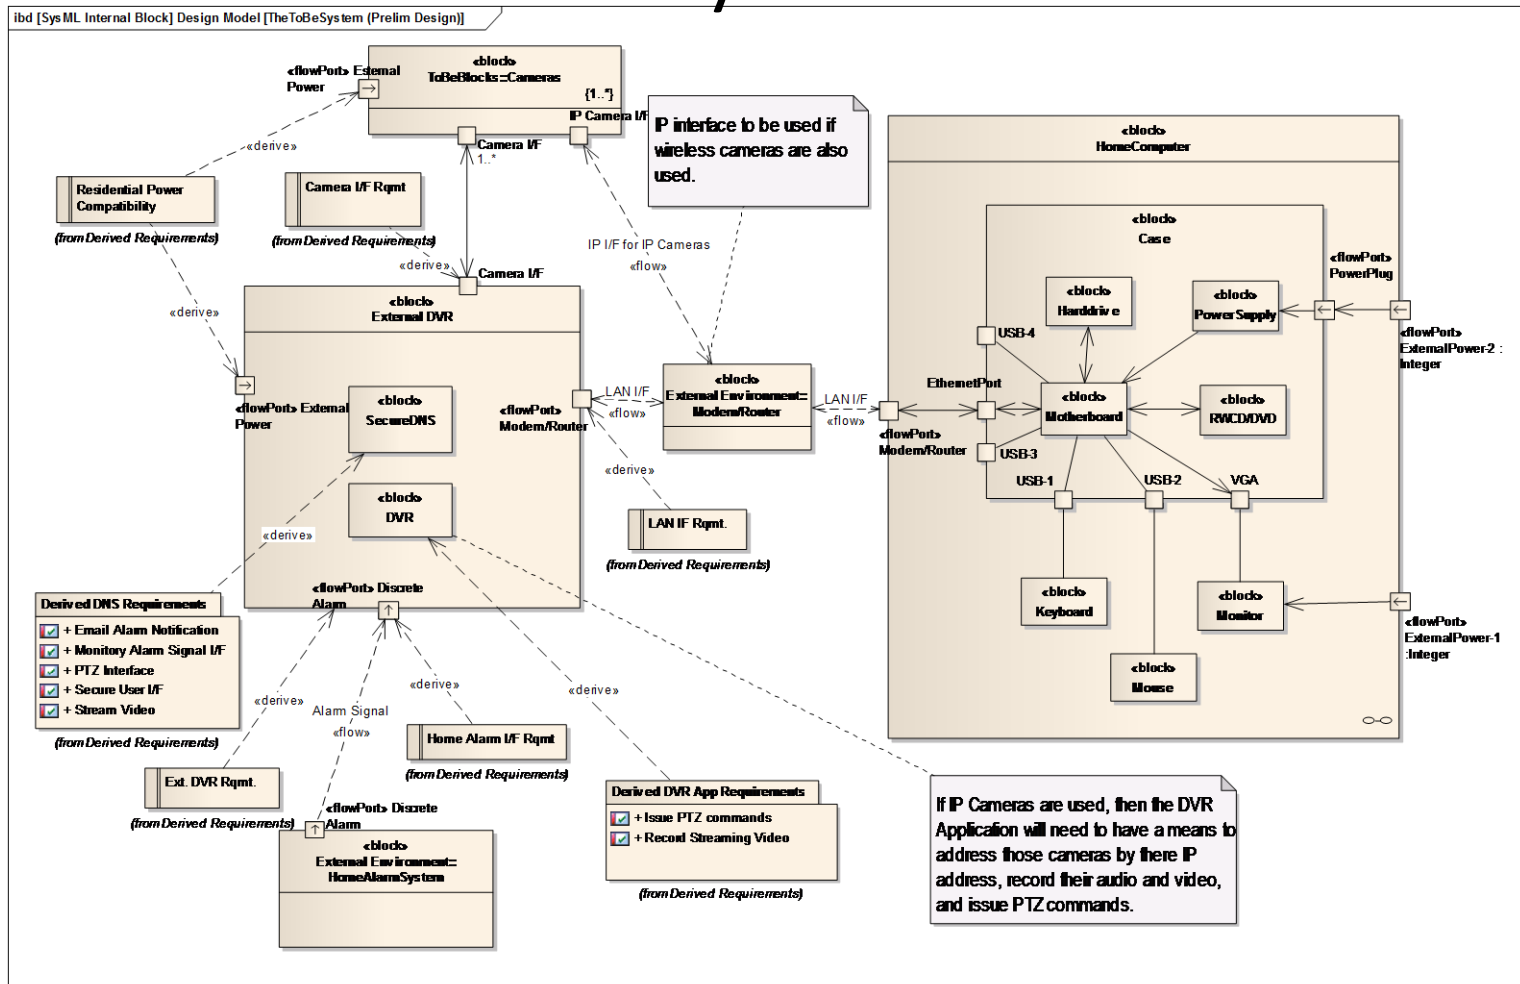 ibd [SysML Internal Block] Design Model [TheToBeSystem (Prelim Design)]
«block»
ToBeBlocks::Cameras
{1..*}
«flowPort» External
Power
IP Camera I/F
Camera I/F
1..*
«derive»
Residential Power
Compatibility
(from Derived Requirements)
Camera I/F Rqmt
(from Derived Requirements)
«derive»
IP interface to be used if
wireless cameras are also
used.
IP I/F for IP Cameras
«flow»
Camera I/F
«derive»
«block»
External DVR
«flowPort» External
Power
«block»
SecureDNS
«block»
DVR
«derive»
«flowPort»
Modem/Router
LAN I/F
«flow»
«block»
External Environment::
Modem/Router
LAN I/F
«flow»
«derive»
LAN IF Rqmt.
(from Derived Requirements)
«block»
HomeComputer
«block»
Case
«flowPort»
PowerPlug
«block»
Harddrive
«block»
PowerSupply
USB-4
«flowPort»
ExternalPower-2 :
Integer
EthernetPort
«block»
Motherboard
«block»
RWCD/DVD
«flowPort»
Modem/Router
USB-3
USB-1
USB-2
VGA
«block»
Keyboard
«block»
Monitor
«block»
Mouse
«flowPort»
ExternalPower-1
:Integer
«flowPort» Discrete
Alarm
Derived DNS Requirements
+ Email Alarm Notification
+ Monitory Alarm Signal I/F
+ PTZ Interface
+ Secure User I/F
+ Stream Video
(from Derived Requirements)
«derive»
Alarm Signal
«flow»
«derive»
«derive»
Home Alarm I/F Rqmt
(from Derived Requirements)
Ext. DVR Rqmt.
(from Derived Requirements)
«flowPort» Discrete
Alarm
«block»
External Environment::
HomeAlarmSystem
Derived DVR App Requirements
+ Issue PTZ commands
+ Record Streaming Video
(from Derived Requirements)
If IP Cameras are used, then the DVR
Application will need to have a means to
address those cameras by there IP
address, record their audio and video,
and issue PTZ commands.